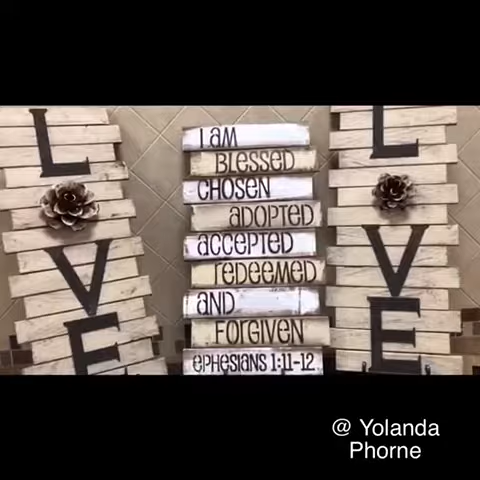 L
V
E
I AM
BLESSED
CHOSEN
ADOPTED
ACCEPTED
REDEEMED
AND
FORGIVEN
EPHESIANS 1:11-12
L
V
E
@ Yolanda
Phorne